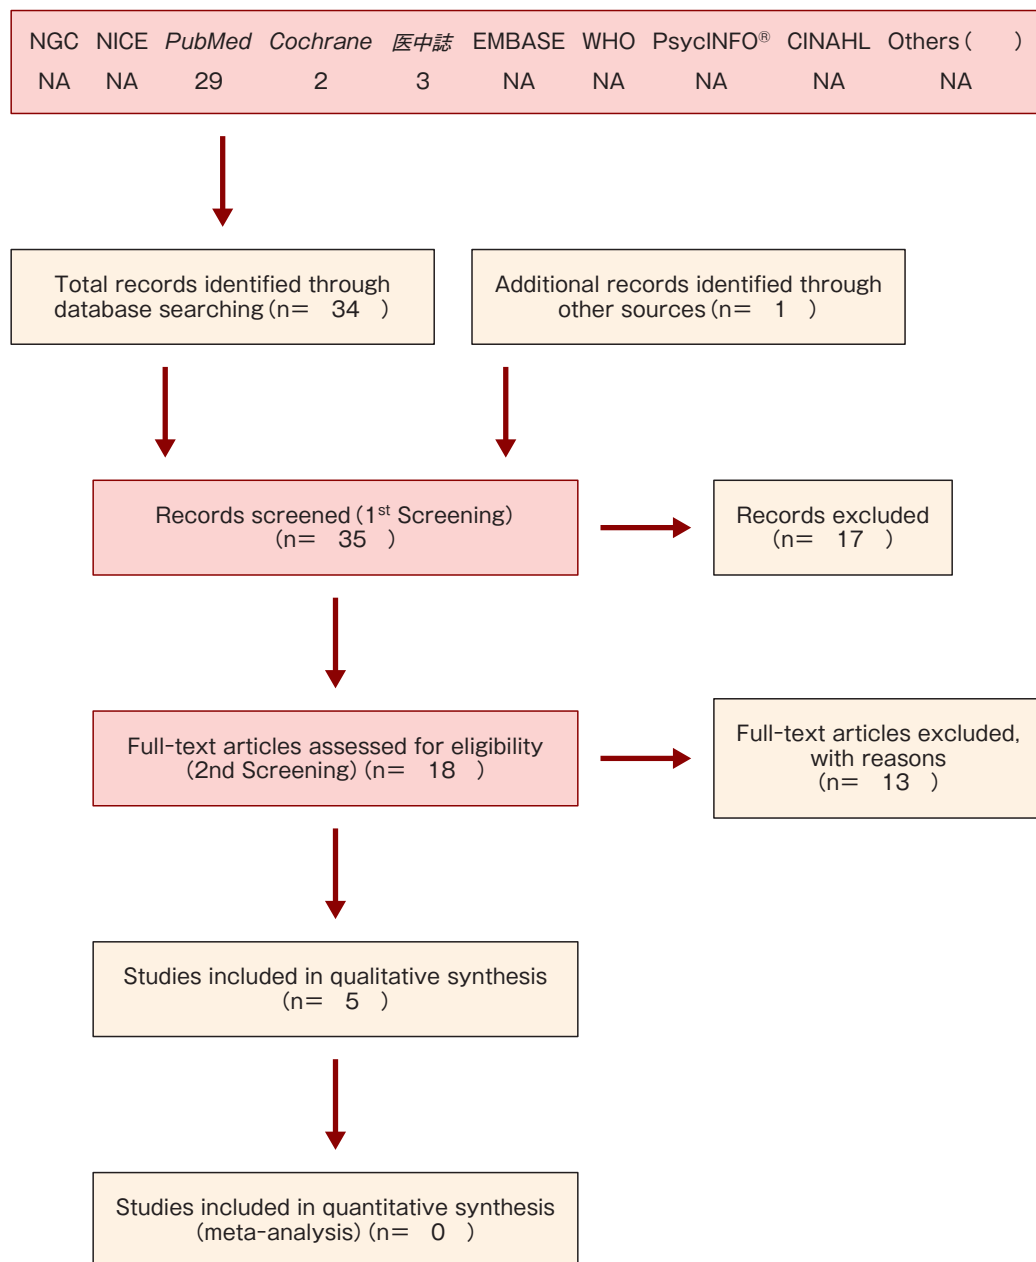 NGC NICE PubMed Cochrane 医中誌 EMBASE WHO PsycINFO® CINAHL Others (　　)
NA NA 29 2 3 NA NA NA NA NA
Total records identified through
database searching (n=　34　)
Additional records identified through
other sources (n=　1　)
Records screened (1st Screening)
(n=　35　)
Records excluded
(n=　17　)
Full-text articles assessed for eligibility
(2nd Screening) (n=　18　)
Full-text articles excluded,
with reasons
(n=　13　)
Studies included in qualitative synthesis
(n=　5　)
Studies included in quantitative synthesis
(meta-analysis) (n=　0　)